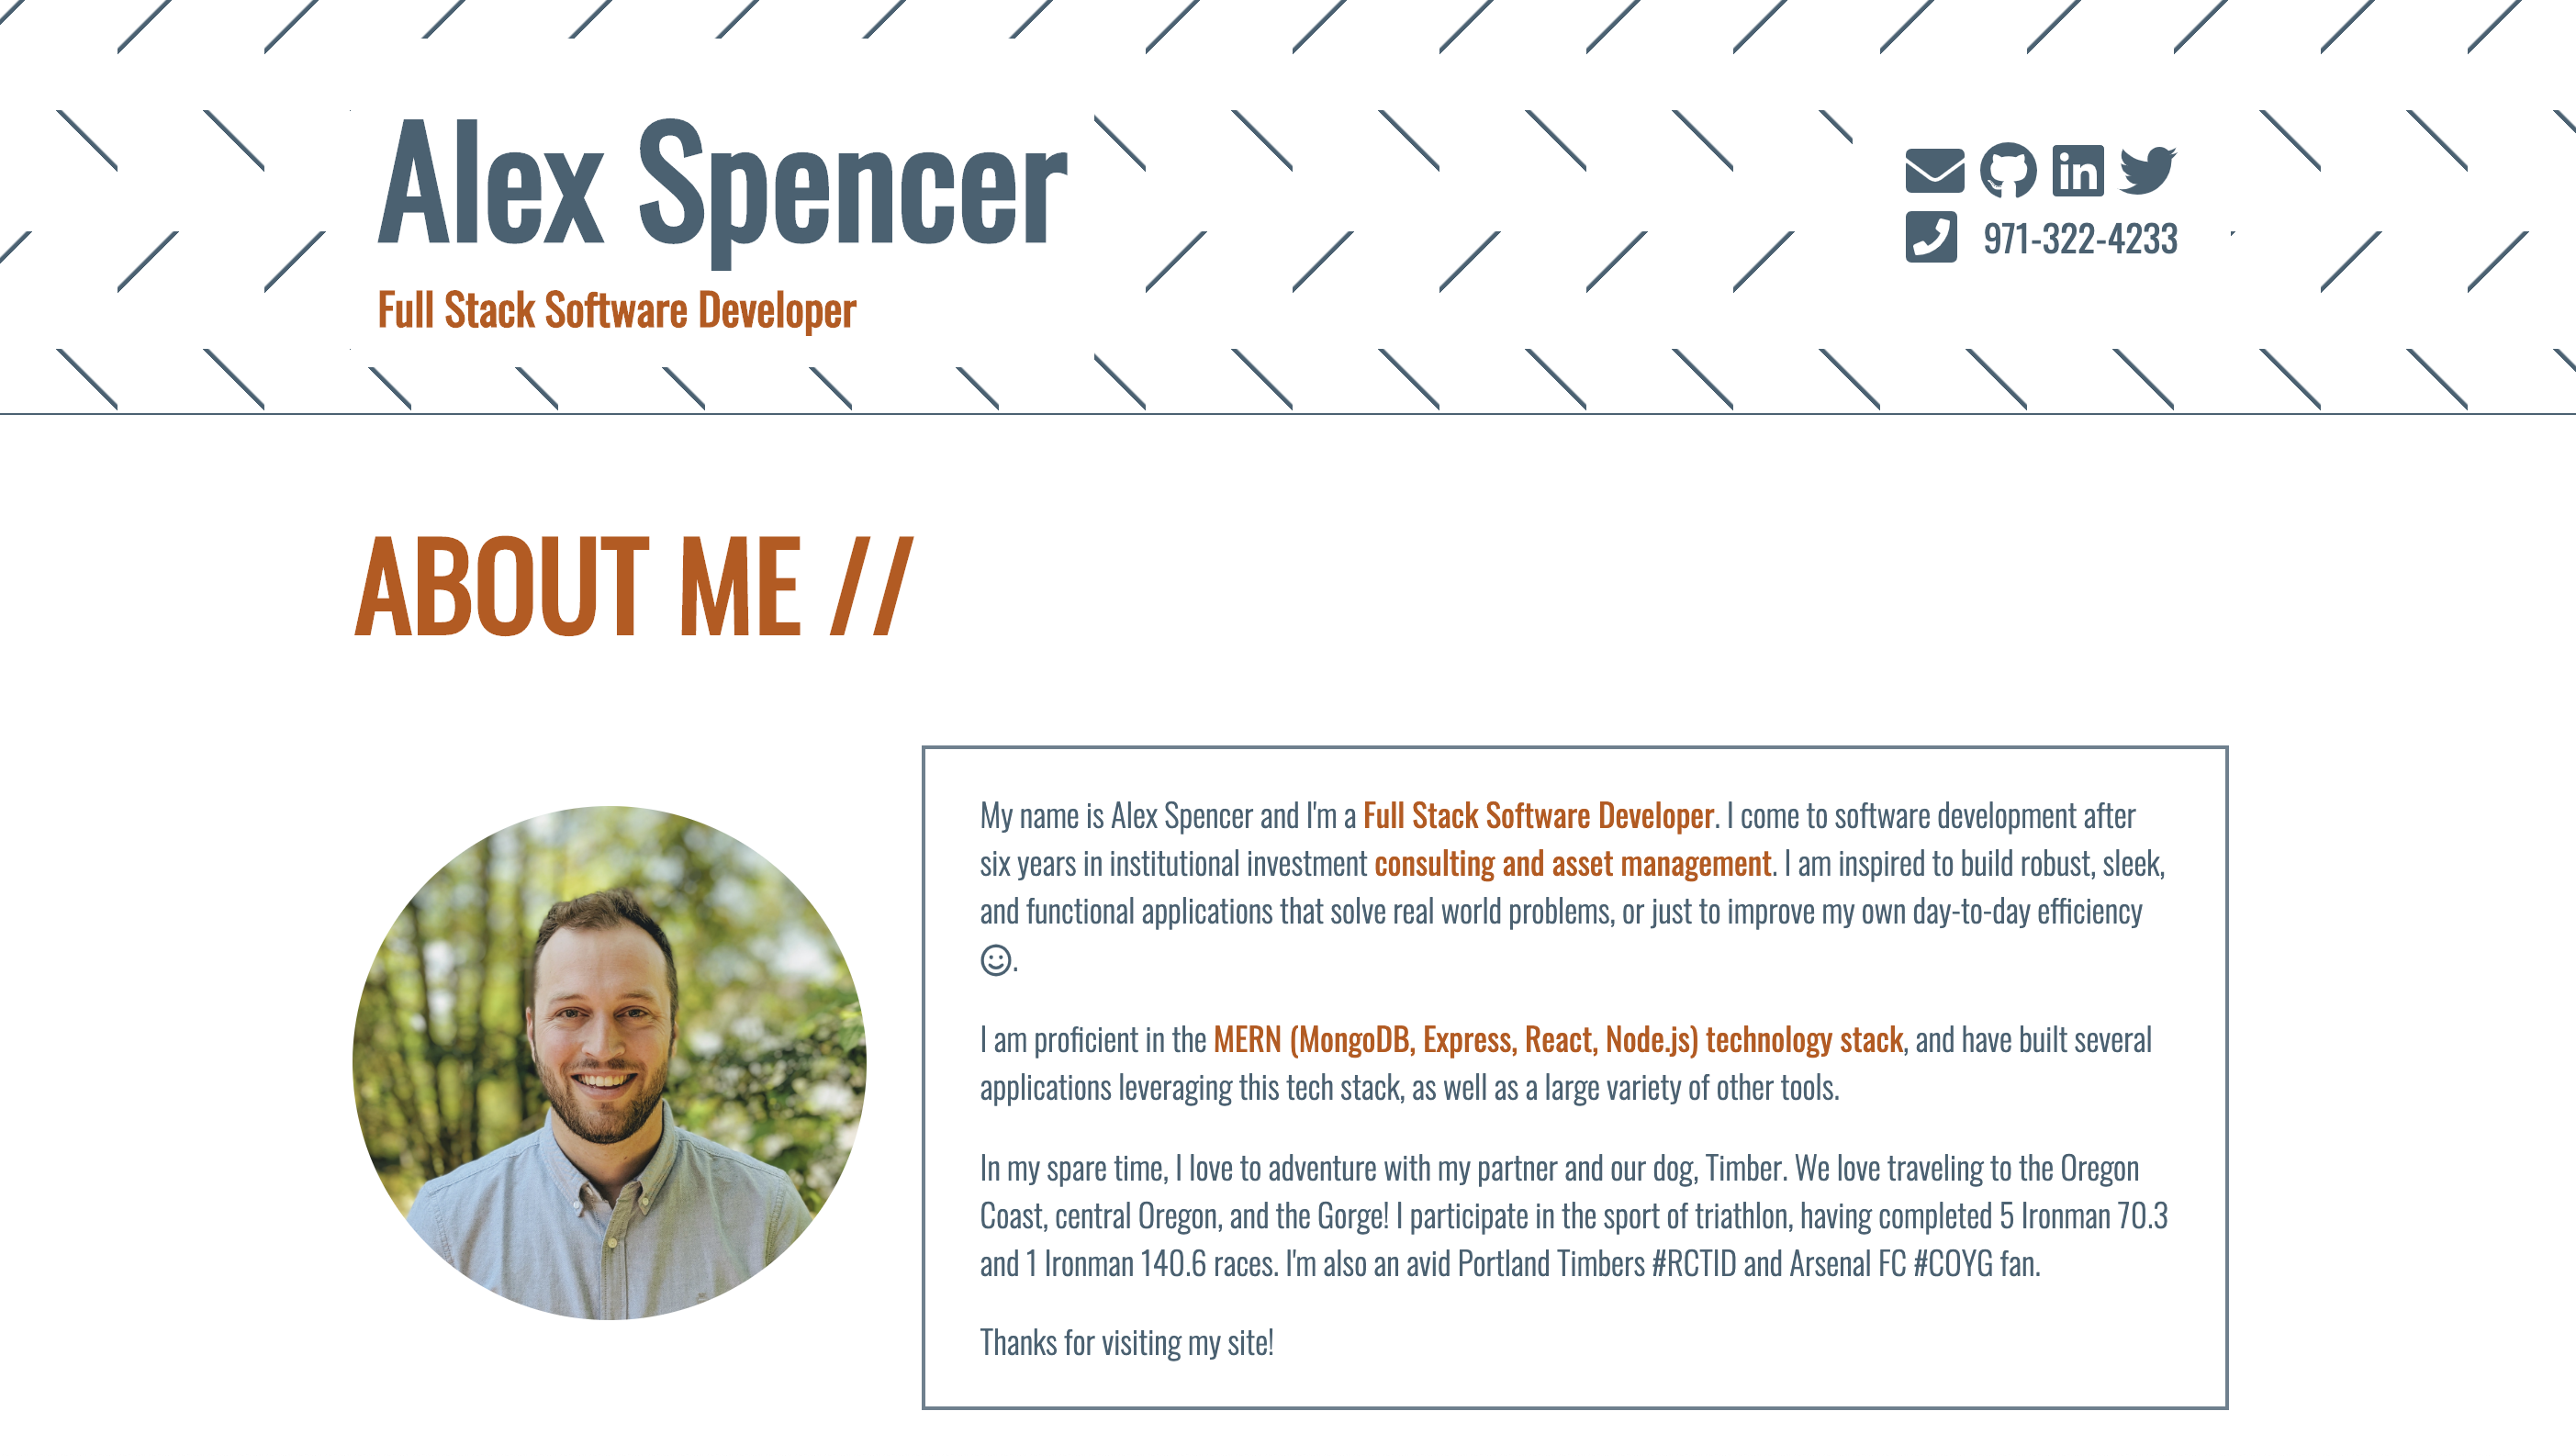 Alex Spencer
Full Stack Software Developer
971-322-4233
ABOUT ME //
My name is Alex Spencer and I'm a Full Stack Software Developer. I come to software development after
six years in institutional investment consulting and asset management. I am inspired to build robust, sleek,
and functional applications that solve real world problems, or just to improve my own day-to-day efficiency
☺.
I am proficient in the MERN (MongoDB, Express, React, Node.js) technology stack, and have built several
applications leveraging this tech stack, as well as a large variety of other tools.
In my spare time, I love to adventure with my partner and our dog, Timber. We love traveling to the Oregon
Coast, central Oregon, and the Gorge! I participate in the sport of triathlon, having completed 5 Ironman 70.3
and 1 Ironman 140.6 races. I'm also an avid Portland Timbers #RCTID and Arsenal FC #COYG fan.
Thanks for visiting my site!